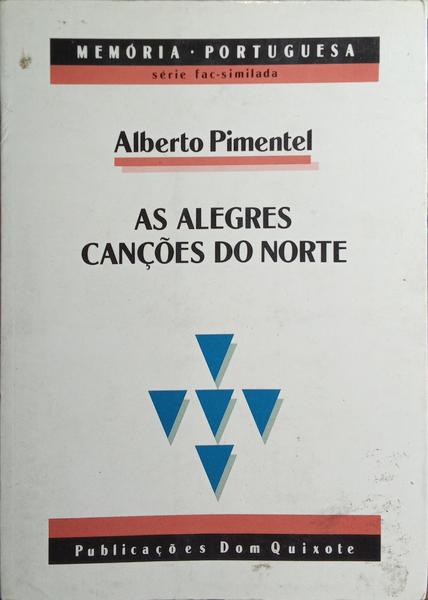 MEMÓRIA · PORTUGUESA
série fac-similada
Alberto Pimentel
AS ALEGRES
CANÇÕES DO NORTE
Publicações Dom Quixote